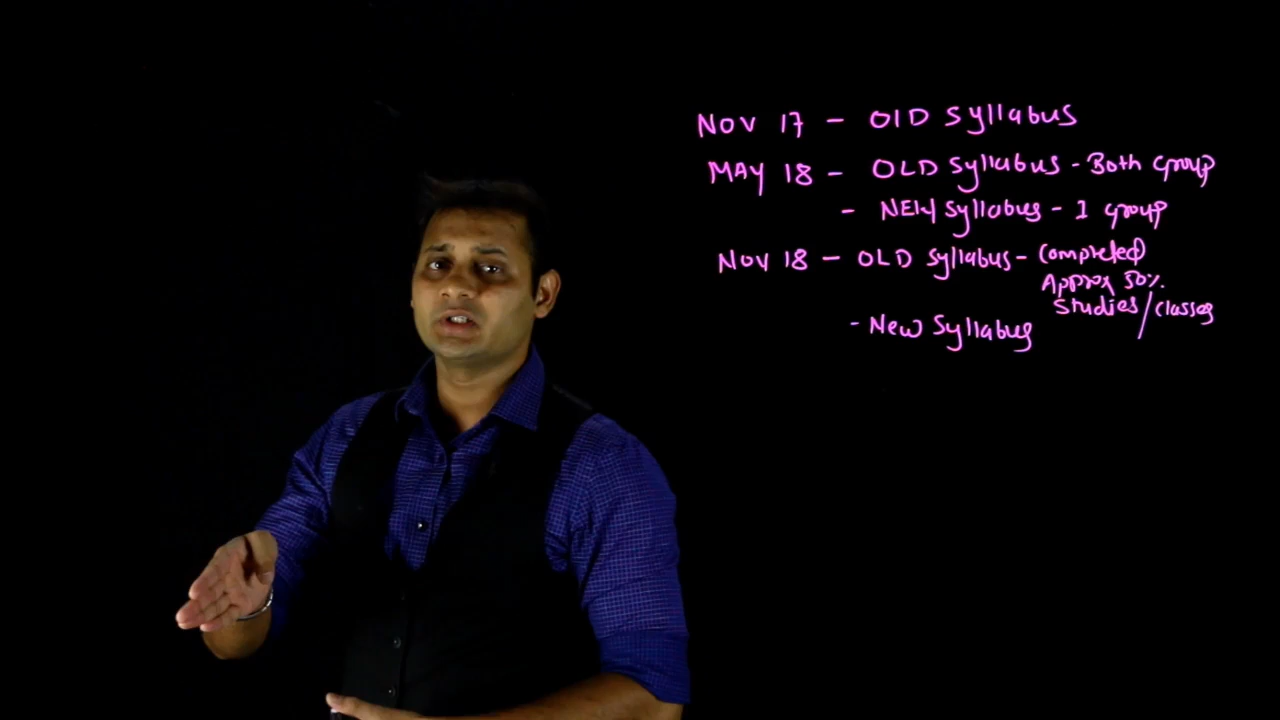 NOV 17 - OLD Syllabus
MAY 18 - OLD Syllabus - Both group
- NEW Syllabus - I group
NOV 18 - OLD Syllabus - Completed
Approx 50%
Studies/classes
- New Syllabus